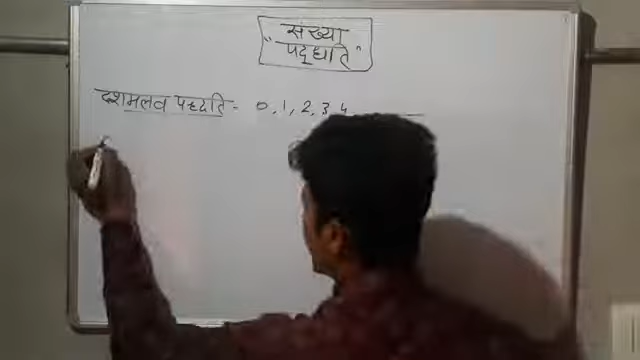 "संख्या
पद्धति"
दशमलव पद्धति = 0, 1, 2, 3, 4